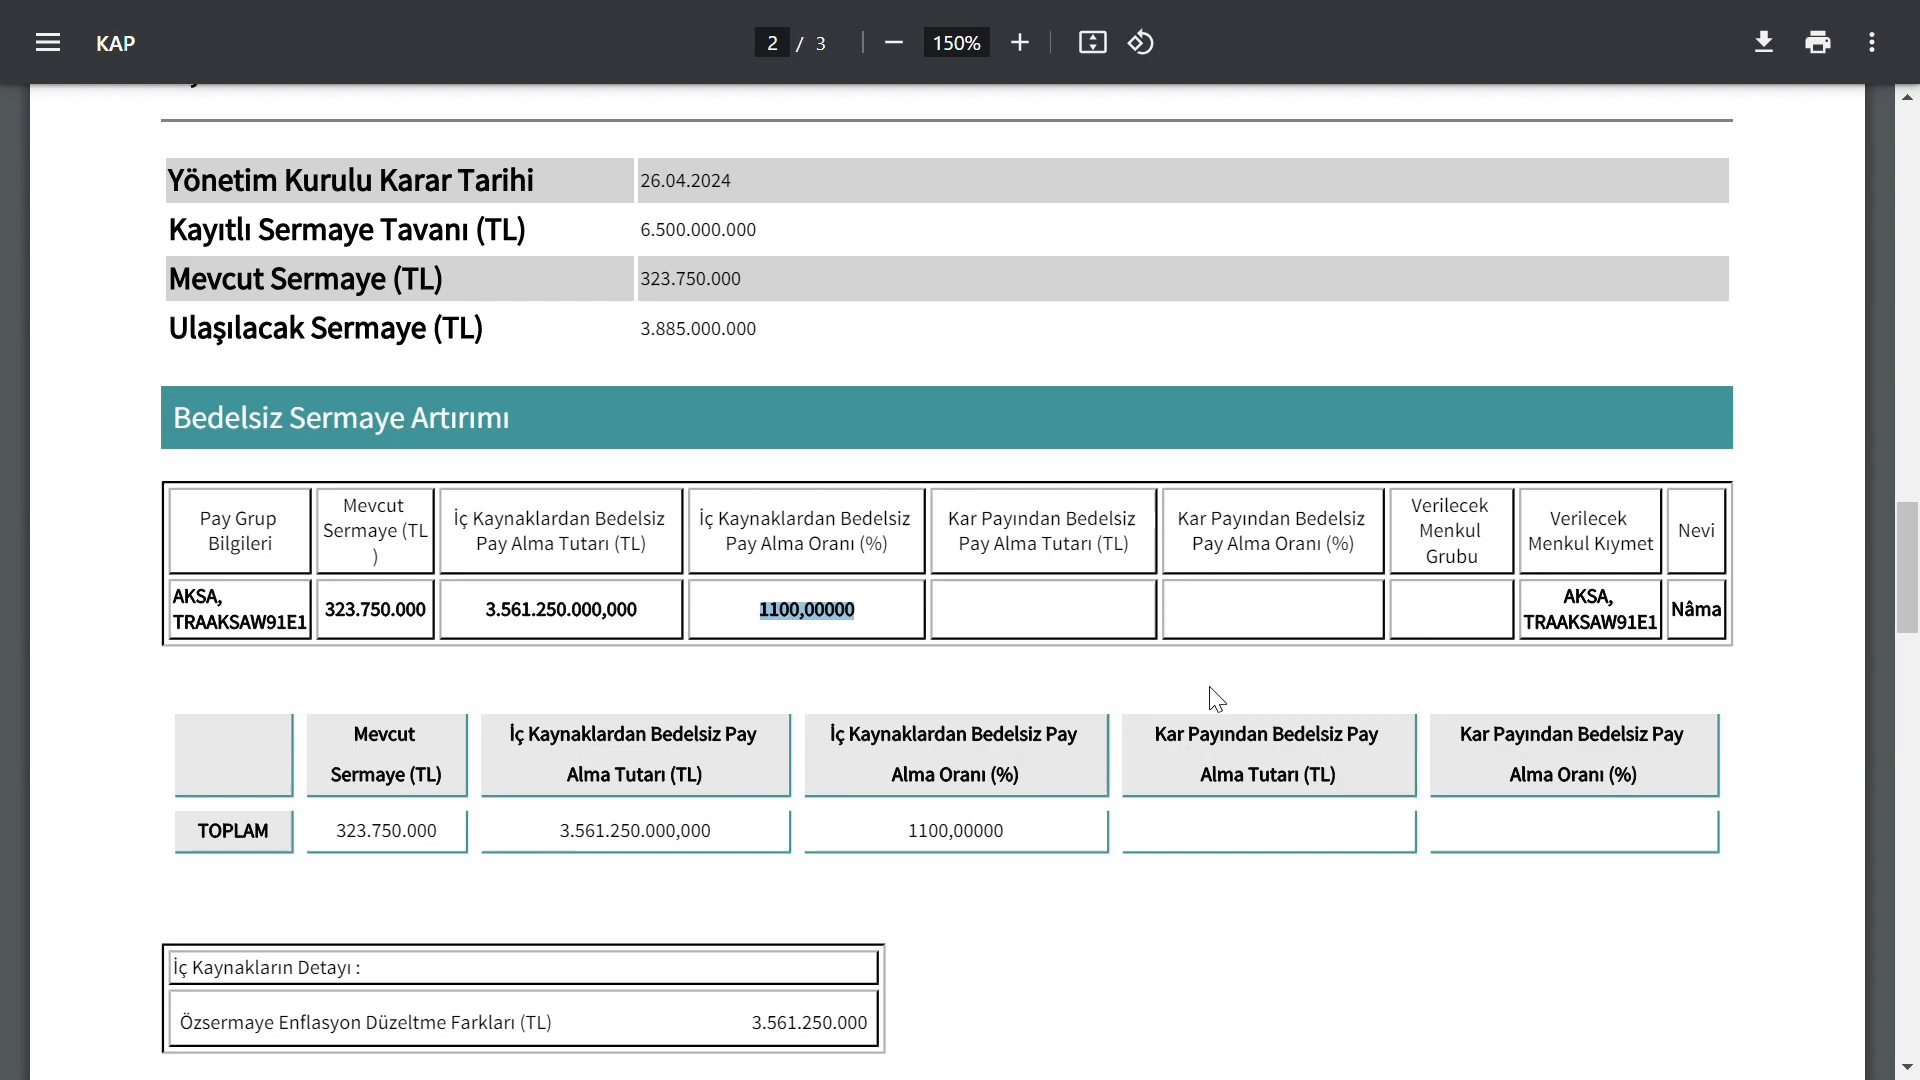 KAP
2 / 3
150%
Yönetim Kurulu Karar Tarihi 26.04.2024
Kayıtlı Sermaye Tavanı (TL) 6.500.000.000
Mevcut Sermaye (TL) 323.750.000
Ulaşılacak Sermaye (TL) 3.885.000.000
Bedelsiz Sermaye Artırımı
Pay Grup
Bilgileri
Mevcut
Sermaye (TL
)
İç Kaynaklardan Bedelsiz
Pay Alma Tutarı (TL)
İç Kaynaklardan Bedelsiz
Pay Alma Oranı (%)
Kar Payından Bedelsiz
Pay Alma Tutarı (TL)
Kar Payından Bedelsiz
Pay Alma Oranı (%)
Verilecek
Menkul
Grubu
Verilecek
Menkul Kıymet
Nevi
AKSA,
TRAAKSAW91E1
323.750.000
3.561.250.000,000
1100,00000
AKSA,
TRAAKSAW91E1
Nâma
Mevcut
Sermaye (TL)
İç Kaynaklardan Bedelsiz Pay
Alma Tutarı (TL)
İç Kaynaklardan Bedelsiz Pay
Alma Oranı (%)
Kar Payından Bedelsiz Pay
Alma Tutarı (TL)
Kar Payından Bedelsiz Pay
Alma Oranı (%)
TOPLAM 323.750.000 3.561.250.000,000 1100,00000
İç Kaynakların Detayı :
Özsermaye Enflasyon Düzeltme Farkları (TL) 3.561.250.000